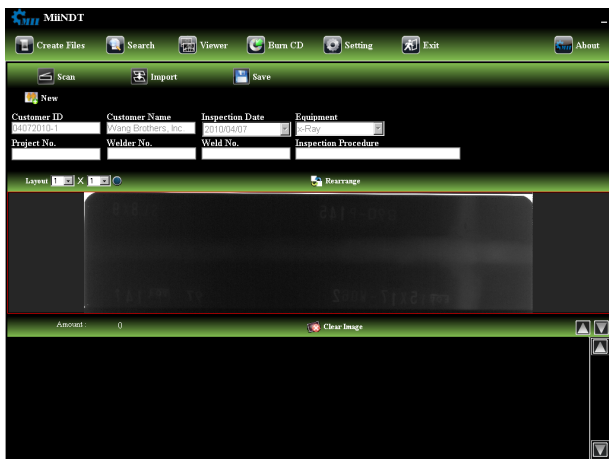 MiiNDT
Create Files Search Viewer Burn CD Setting Exit About
Scan Import Save
New
Customer ID Customer Name Inspection Date Equipment
04072010-1 Wang Brothers, Inc. 2010/04/07 x-Ray
Project No. Welder No. Weld No. Inspection Procedure
Layout 1 X 1 Rearrange
Amount : 0 Clear Image